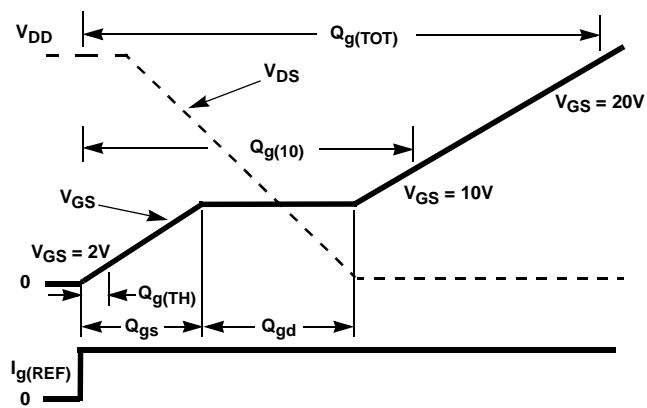 V_DD
Q_g(TOT)
V_DS
V_GS = 20V
Q_g(10)
V_GS
V_GS = 10V
V_GS = 2V
0
Q_g(TH)
Q_gs
Q_gd
I_g(REF)
0